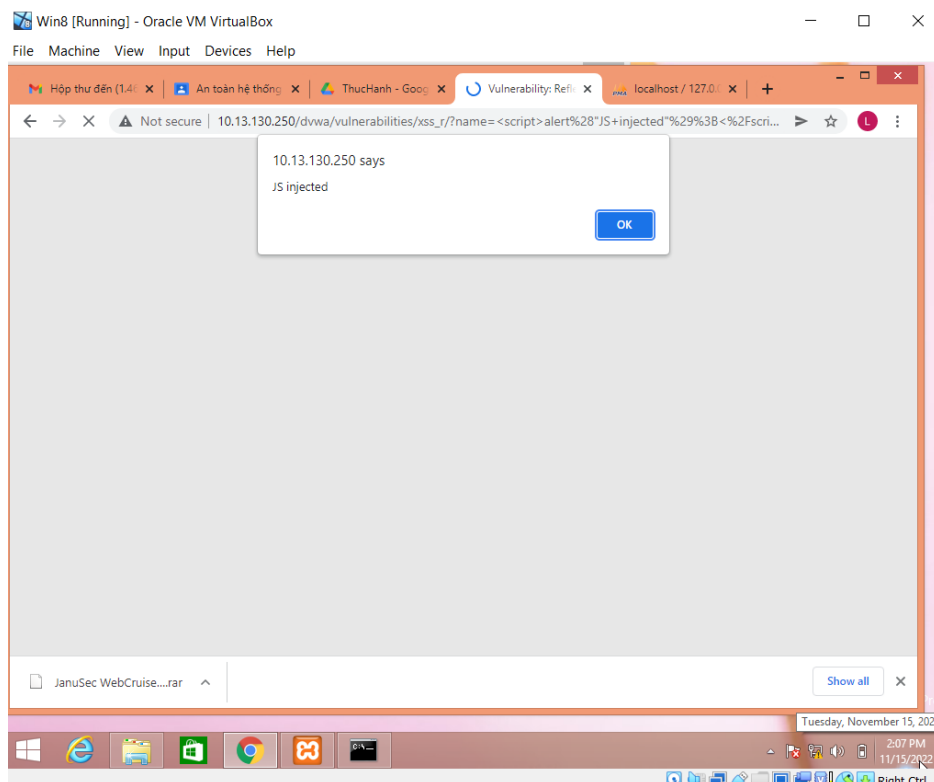 Win8 [Running] - Oracle VM VirtualBox
File Machine View Input Devices Help
Hộp thư đến (1.46 An toàn hệ thống ThucHanh - Goog Vulnerability: Refle localhost / 127.0.
Not secure 10.13.130.250/dvwa/vulnerabilities/xss_r/?name=<script>alert%28"JS+injected"%29%3B<%2Fscri... L
10.13.130.250 says
JS injected
OK
JanuSec WebCruise....rar Show all
Tuesday, November 15, 202
2:07 PM
11/15/2022
Right Ctrl